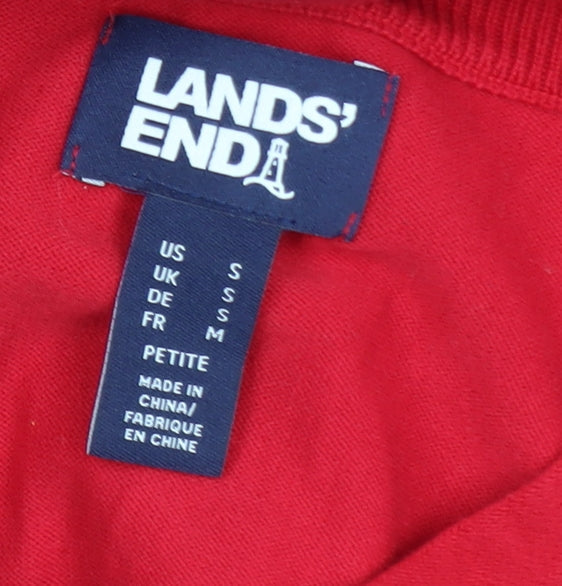 LANDS'
END
US S
UK S
DE S
FR M
PETITE
MADE IN
CHINA/
FABRIQUE
EN CHINE